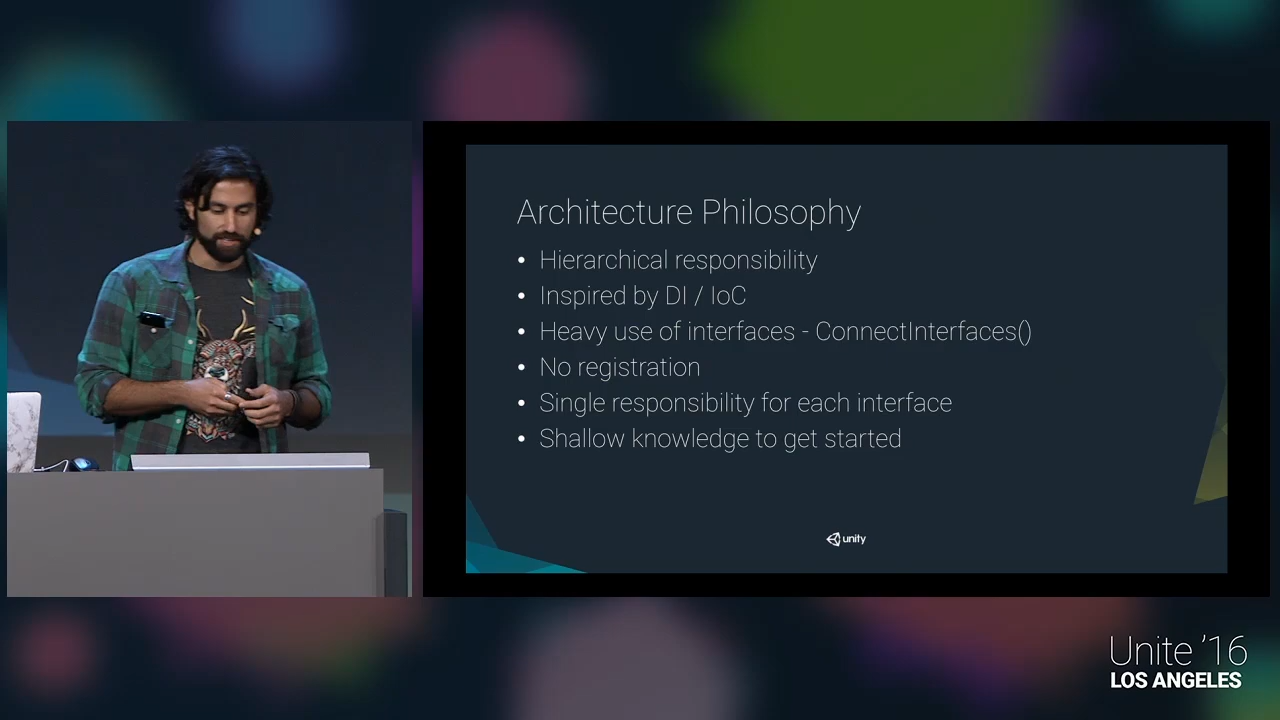 Architecture Philosophy
• Hierarchical responsibility
• Inspired by DI / IoC
• Heavy use of interfaces - ConnectInterfaces()
• No registration
• Single responsibility for each interface
• Shallow knowledge to get started
unity
Unite '16
LOS ANGELES